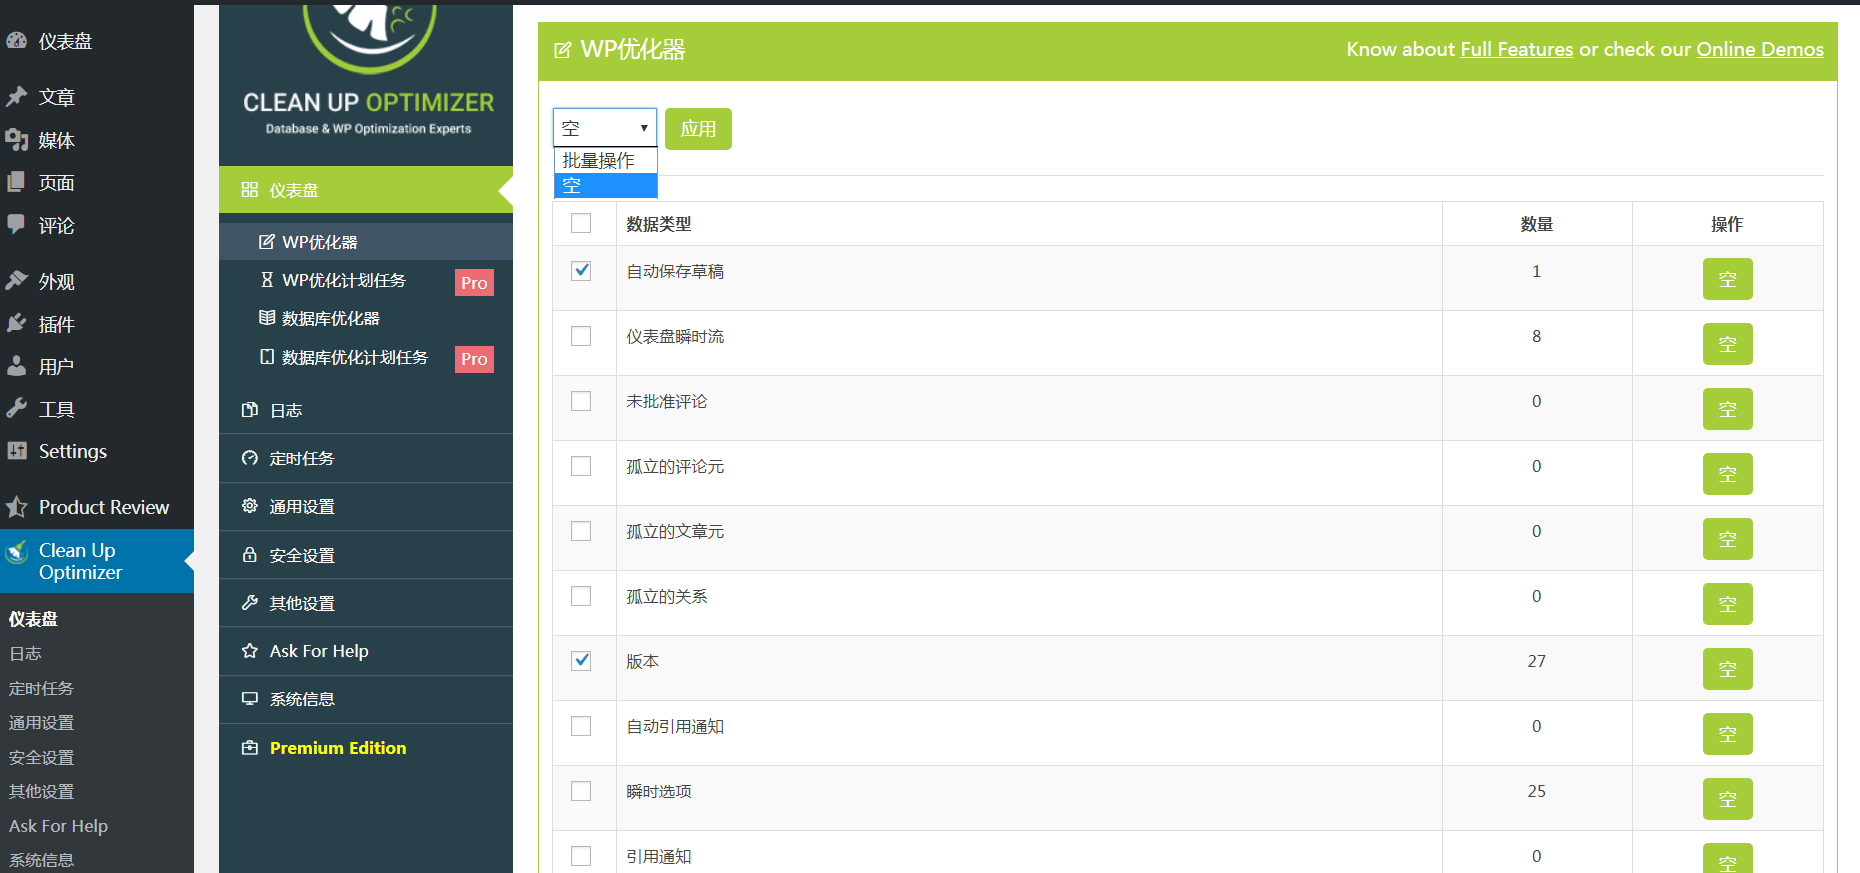 仪表盘
文章
媒体
页面
评论
外观
插件
用户
工具
Settings
Product Review
Clean Up
Optimizer
仪表盘
日志
定时任务
通用设置
安全设置
其他设置
Ask For Help
系统信息
CLEAN UP OPTIMIZER
Database & WP Optimization Experts
仪表盘
WP优化器
WP优化计划任务 Pro
数据库优化器
数据库优化计划任务 Pro
日志
定时任务
通用设置
安全设置
其他设置
Ask For Help
系统信息
Premium Edition
WP优化器 Know about Full Features or check our Online Demos
空 应用
批量操作
空
数据类型 数量 操作
自动保存草稿 1 空
仪表盘瞬时流 8 空
未批准评论 0 空
孤立的评论元 0 空
孤立的文章元 0 空
孤立的关系 0 空
版本 27 空
自动引用通知 0 空
瞬时选项 25 空
引用通知 0 空